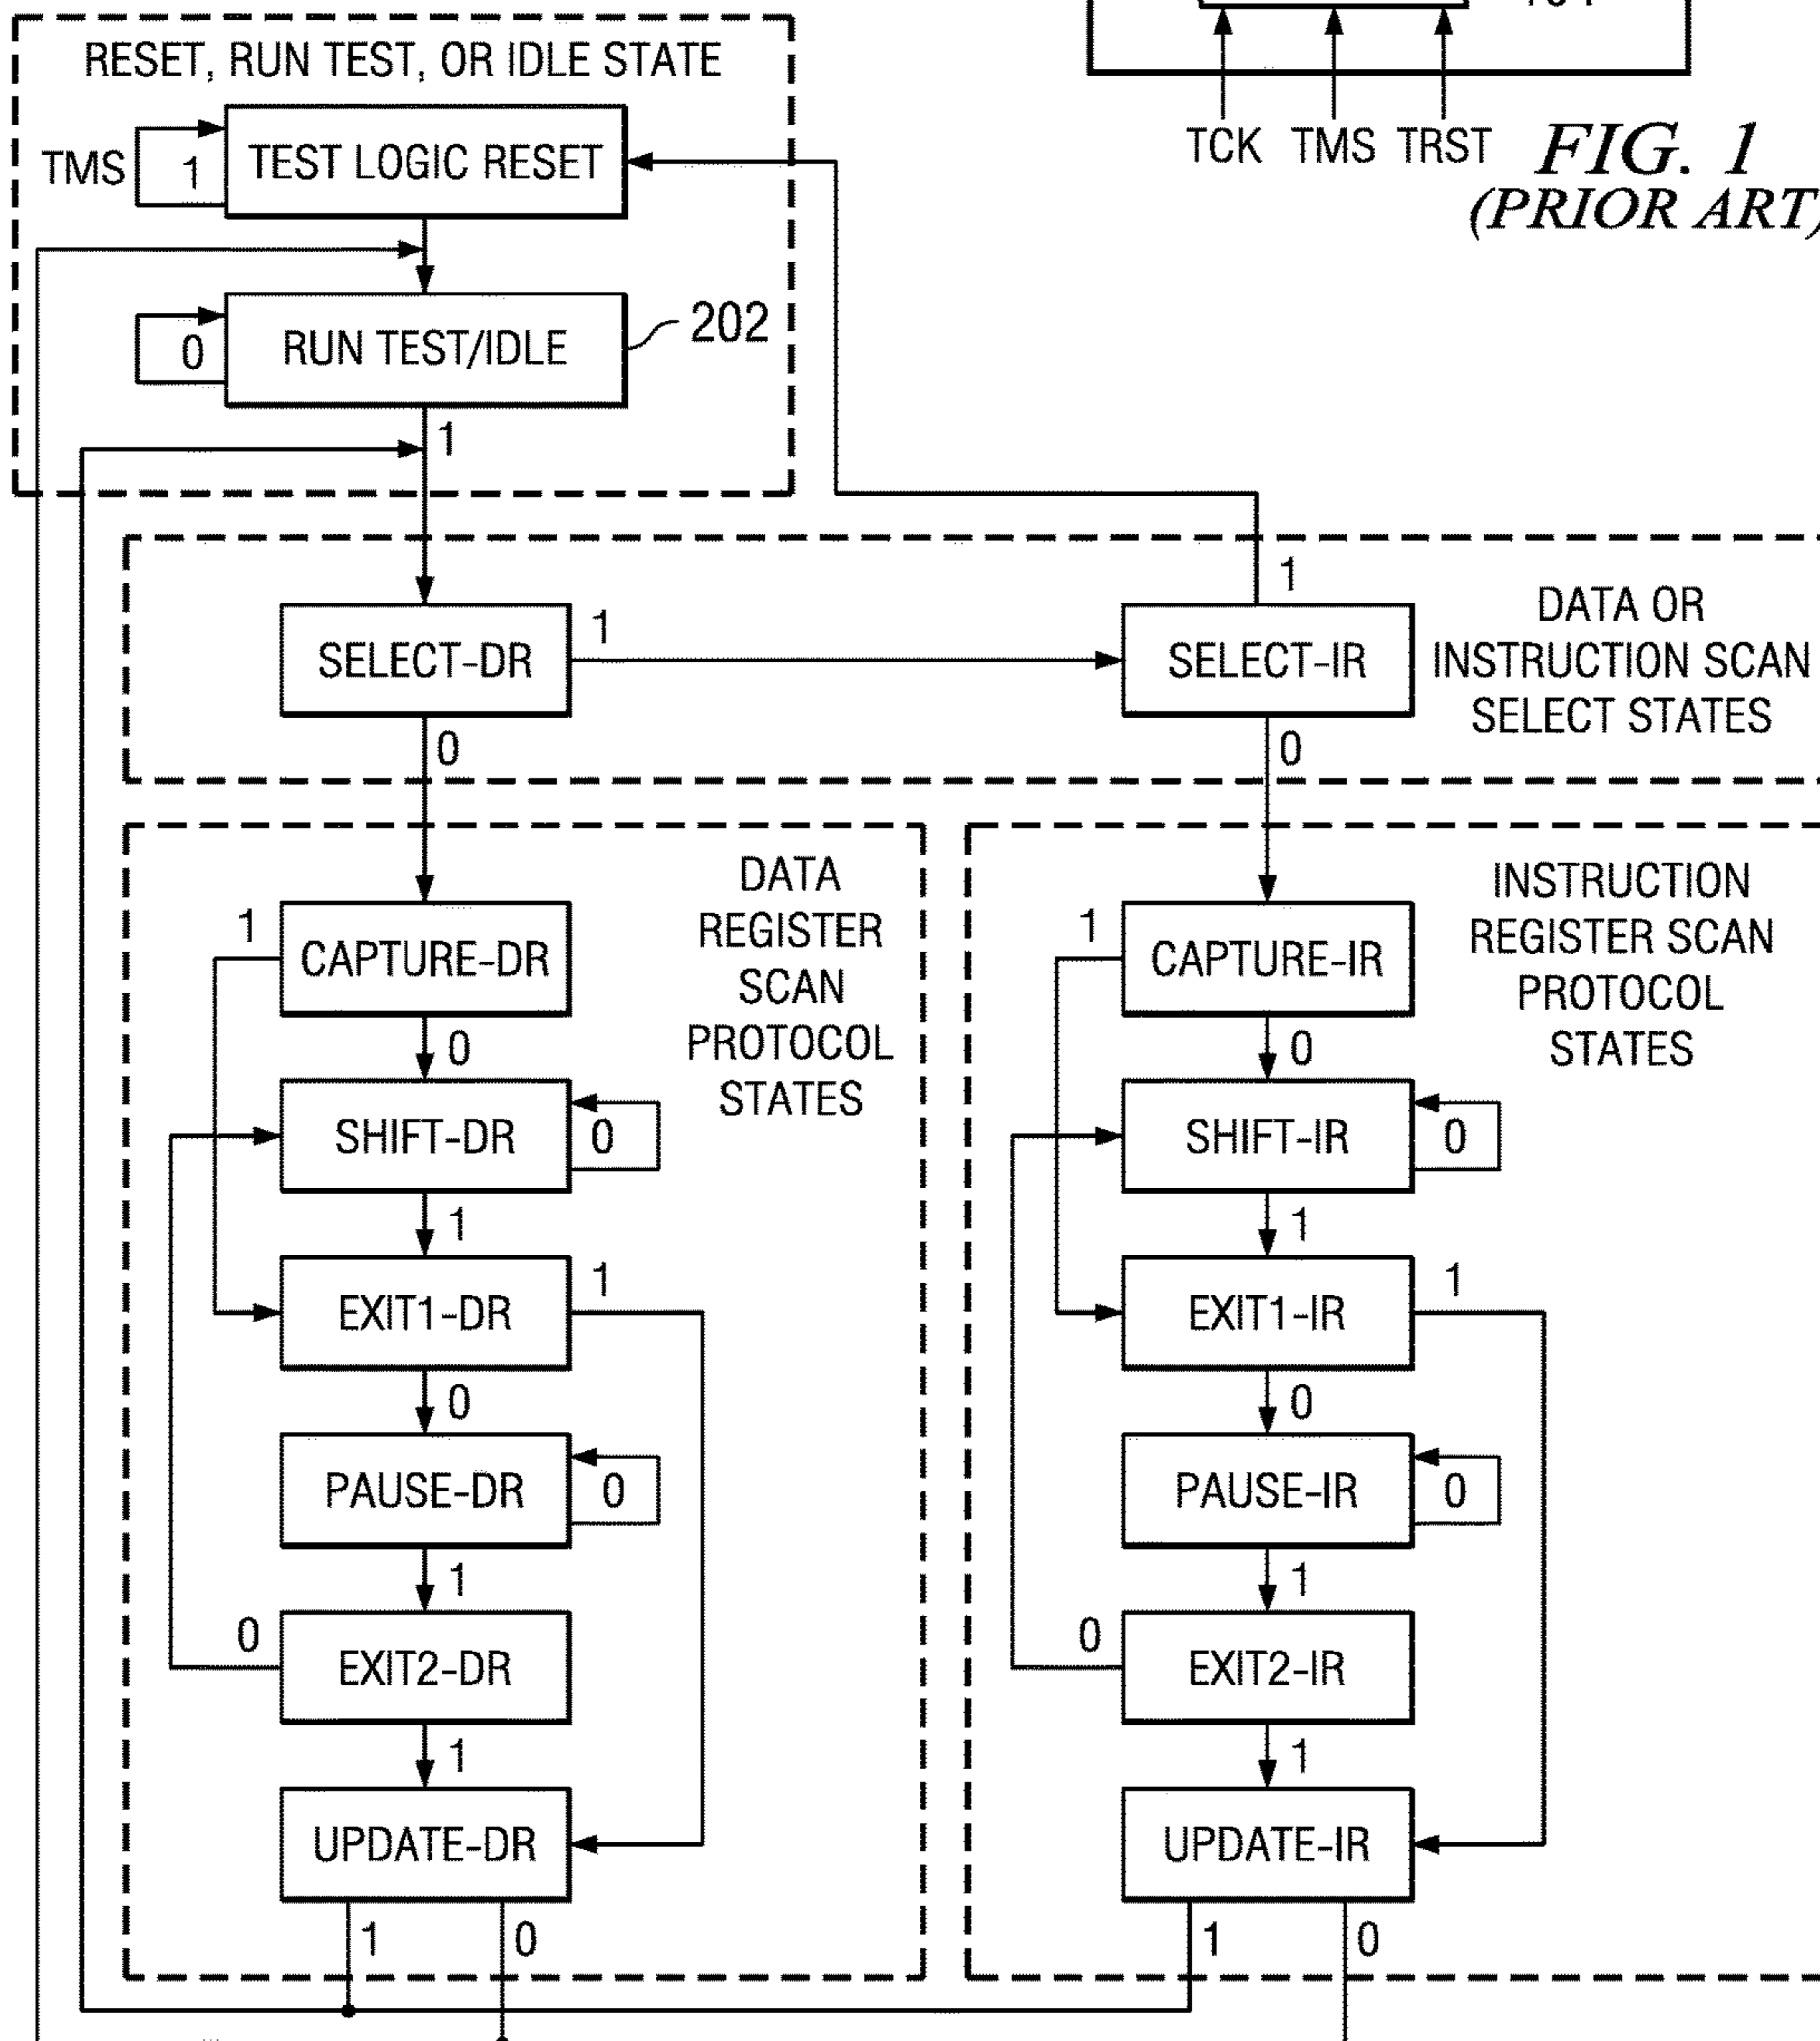 RESET, RUN TEST, OR IDLE STATE
TMS
1
TEST LOGIC RESET
TCK TMS TRST
FIG. 1
(PRIOR ART)
0
RUN TEST/IDLE
202
1
1
SELECT-DR
1
SELECT-IR
DATA OR
INSTRUCTION SCAN
SELECT STATES
0
0
DATA
REGISTER
SCAN
PROTOCOL
STATES
1
CAPTURE-DR
0
SHIFT-DR
0
1
EXIT1-DR
1
0
PAUSE-DR
0
1
0
EXIT2-DR
1
UPDATE-DR
1
0
INSTRUCTION
REGISTER SCAN
PROTOCOL
STATES
1
CAPTURE-IR
0
SHIFT-IR
0
1
EXIT1-IR
1
0
PAUSE-IR
0
1
0
EXIT2-IR
1
UPDATE-IR
1
0